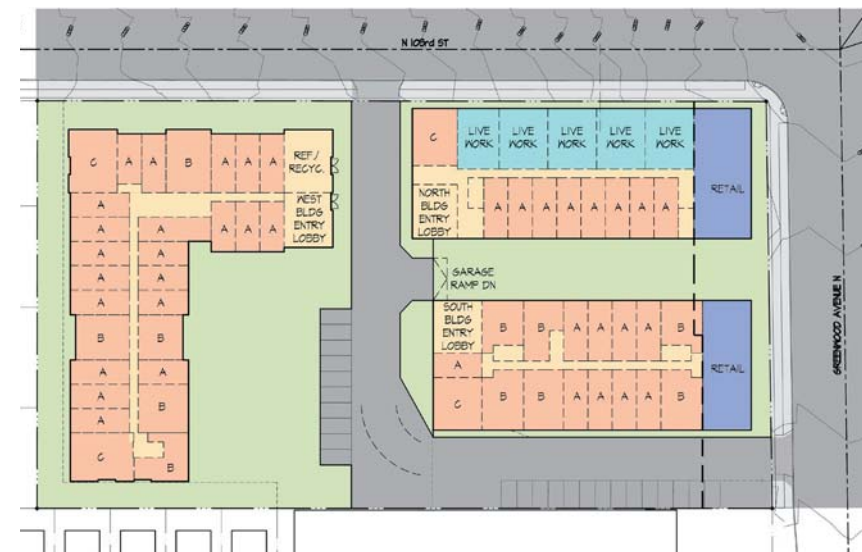 N 103rd ST
C A A B A A A
REF./
RECYC.
WEST
BLDG
ENTRY
LOBBY
A
A A A A A
A A
A A
A A
B B
A A
A
B
A
C
B
C
LIVE
WORK
LIVE
WORK
LIVE
WORK
LIVE
WORK
LIVE
WORK
RETAIL
NORTH
BLDG
ENTRY
LOBBY
A A A A A A A A
GARAGE
RAMP DN
SOUTH
BLDG
ENTRY
LOBBY
B B A A A A B
A
RETAIL
C B B A A A A B
GREENWOOD AVENUE N